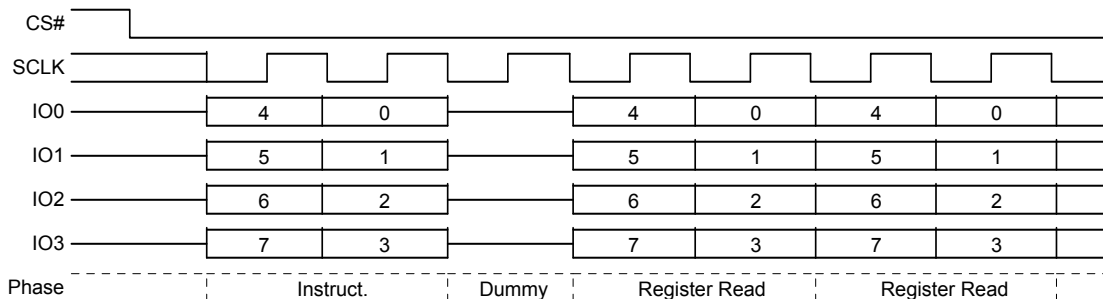 CS#
SCLK
IO0 4 0 4 0 4 0
IO1 5 1 5 1 5 1
IO2 6 2 6 2 6 2
IO3 7 3 7 3 7 3
Phase Instruct. Dummy Register Read Register Read